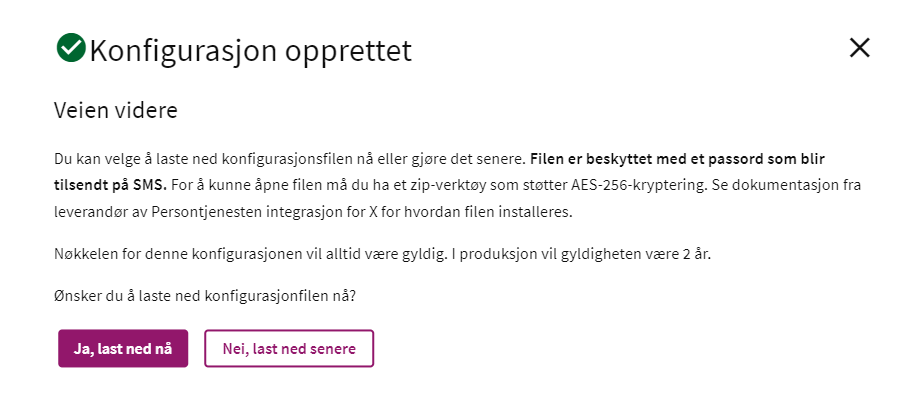 Konfigurasjon opprettet
Veien videre
Du kan velge å laste ned konfigurasjonsfilen nå eller gjøre det senere. Filen er beskyttet med et passord som blir
tilsendt på SMS. For å kunne åpne filen må du ha et zip-verktøy som støtter AES-256-kryptering. Se dokumentasjon fra
leverandør av Persontjenesten integrasjon for X for hvordan filen installeres.
Nøkkelen for denne konfigurasjonen vil alltid være gyldig. I produksjon vil gyldigheten være 2 år.
Ønsker du å laste ned konfigurasjonfilen nå?
Ja, last ned nå
Nei, last ned senere